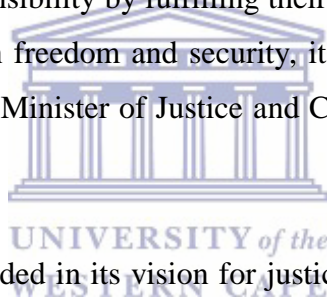 sibility by fulfilling their
freedom and security, it
Minister of Justice and C
UNIVERSITY of the
ded in its vision for justic
WESTERN CAPE